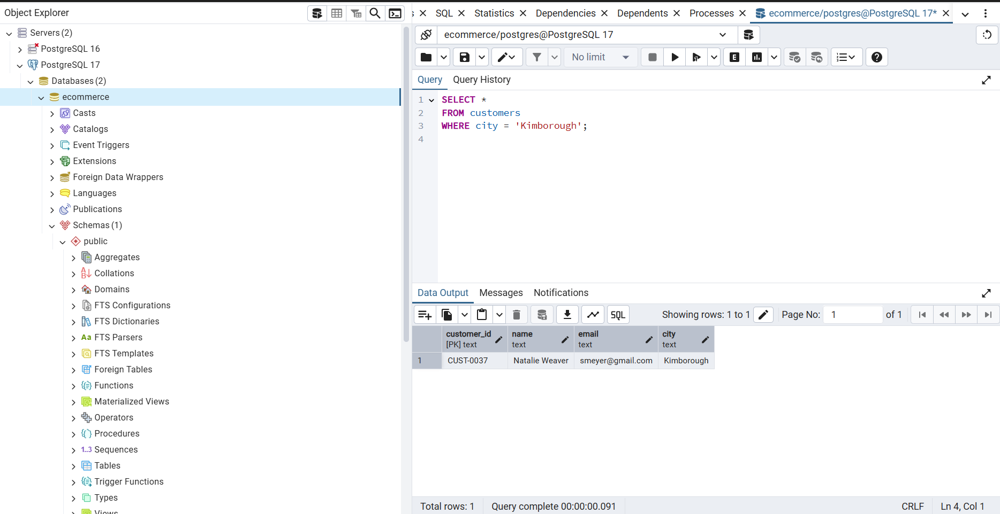 Object Explorer
Servers (2)
PostgreSQL 16
PostgreSQL 17
Databases (2)
ecommerce
Casts
Catalogs
Event Triggers
Extensions
Foreign Data Wrappers
Languages
Publications
Schemas (1)
public
Aggregates
Collations
Domains
FTS Configurations
FTS Dictionaries
Aa FTS Parsers
FTS Templates
Foreign Tables
Functions
Materialized Views
Operators
Procedures
1..3 Sequences
Tables
Trigger Functions
Types
Views
s SQL Statistics Dependencies Dependents Processes ecommerce/postgres@PostgreSQL 17*
ecommerce/postgres@PostgreSQL 17
No limit E
Query Query History
1 SELECT *
2 FROM customers
3 WHERE city = 'Kimborough';
4
Data Output Messages Notifications
SQL Showing rows: 1 to 1 Page No: 1 of 1
customer_id name email city
[PK] text text text text
1 CUST-0037 Natalie Weaver smeyer@gmail.com Kimborough
Total rows: 1 Query complete 00:00:00.091 CRLF Ln 4, Col 1